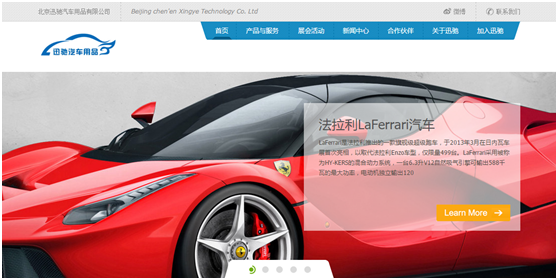 北京迅驰汽车用品有限公司
Beijing chen'en Xingye Technology Co. Ltd
微博
联系我们
首页 产品与服务 展会活动 新闻中心 合作伙伴 关于迅驰 加入迅驰
迅驰汽车用品
法拉利LaFerrari汽车
LaFerrari是法拉利推出的一款旗舰级超级跑车，于2013年3月在日内瓦车
展首次亮相，以取代法拉利Enzo车型，仅限量499台。LaFerrari采用被称
为HY-KERS的混合动力系统，一台6.3升V12自然吸气引擎可输出588千
瓦的最大功率，电动机独立输出120
Learn More